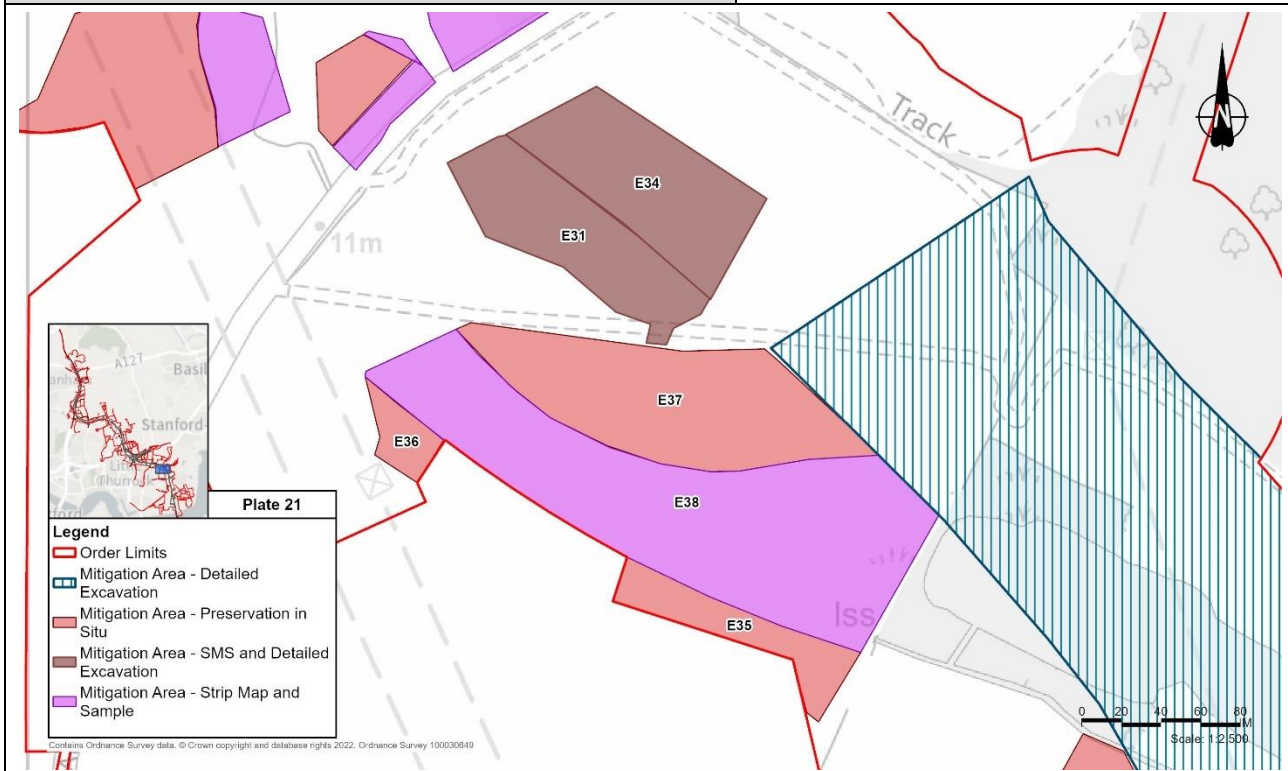 Track
N
E34
E31
11m
E37
E36
E38
E35
Iss
A127
Basil
Stanford-
Thurrock
Plate 21
Legend
Order Limits
Mitigation Area - Detailed
Excavation
Mitigation Area - Preservation in
Situ
Mitigation Area - SMS and Detailed
Excavation
Mitigation Area - Strip Map and
Sample
0 20 40 60 80
M
Scale: 1:2,500
Contains Ordnance Survey data. © Crown copyright and database rights 2022. Ordnance Survey 100030649